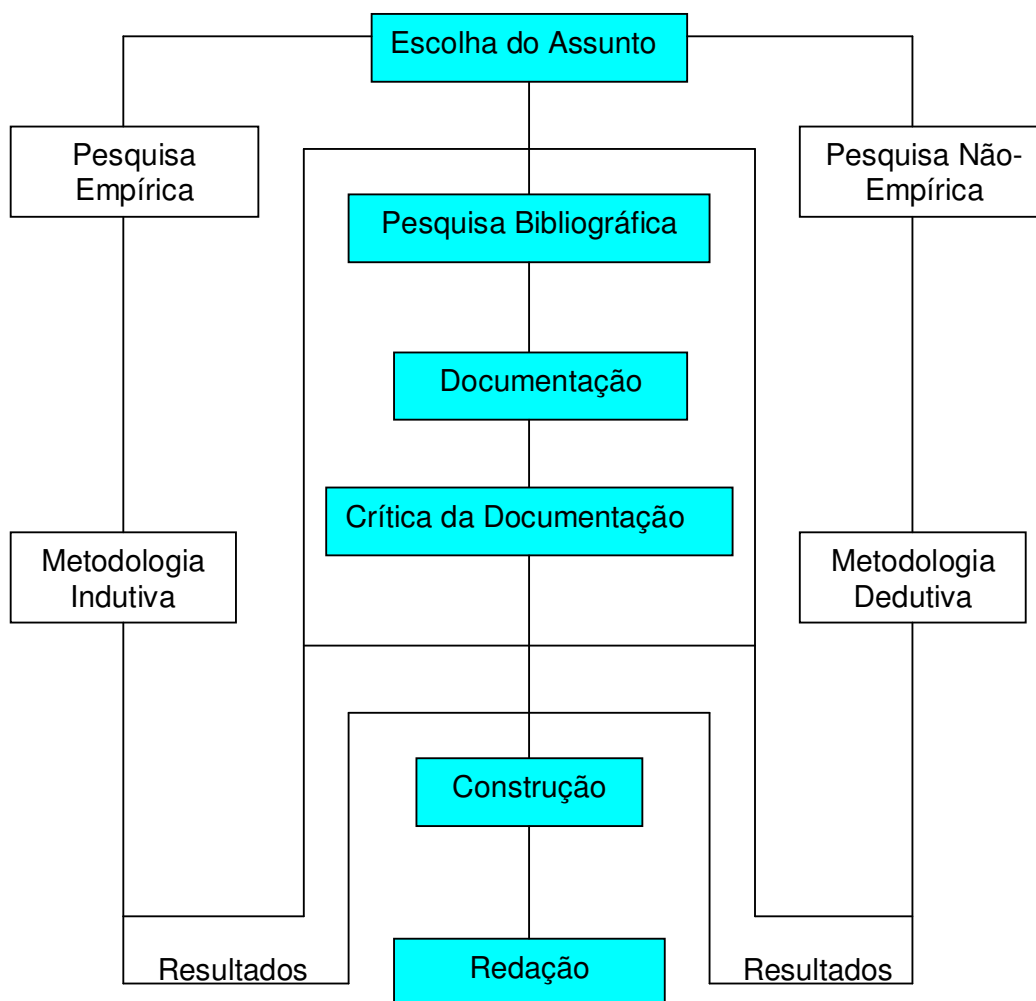 Escolha do Assunto
Pesquisa
Empírica
Pesquisa Não-
Empírica
Pesquisa Bibliográfica
Documentação
Crítica da Documentação
Metodologia
Indutiva
Metodologia
Dedutiva
Construção
Resultados
Redação
Resultados